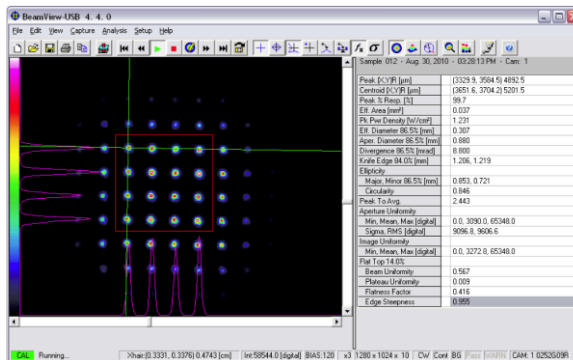 BeamView-USB 4. 4. 0
File Edit View Capture Analysis Setup Help
Sample 012 - Aug. 30, 2010 - 03:28:13 PM - Cam: 1
Peak (X,Y)R [µm] (3329.9, 3584.5) 4892.5
Centroid (X,Y)R [µm] (3651.6, 3704.2) 5201.5
Peak % Resp. [%] 99.7
Eff. Area [mm²] 0.037
Pk Pwr Density [W/cm²] 1.231
Eff. Diameter 86.5% [mm] 0.307
Aper. Diameter 86.5% [mm] 0.880
Divergence 86.5% [mrad] 8.800
Knife Edge 84.0% [mm] 1.206, 1.219
Ellipticity
Major, Minor 86.5% [mm] 0.853, 0.721
Circularity 0.846
Peak To Avg. 2.443
Aperture Uniformity
Min, Mean, Max [digital] 0.0, 3090.0, 65348.0
Sigma, RMS [digital] 9096.8, 9606.6
Image Uniformity
Min, Mean, Max [digital] 0.0, 3272.8, 65348.0
Flat Top 14.0%
Beam Uniformity 0.567
Plateau Uniformity 0.009
Flatness Factor 0.416
Edge Steepness 0.955
CAL Running... Xhair:(0.3331, 0.3376) 0.4743 [cm] Int:58544.0 [digital] BIAS:120 x3 1280 x 1024 x 10 CW Cont BG Pass CAM: 1 0252G09R